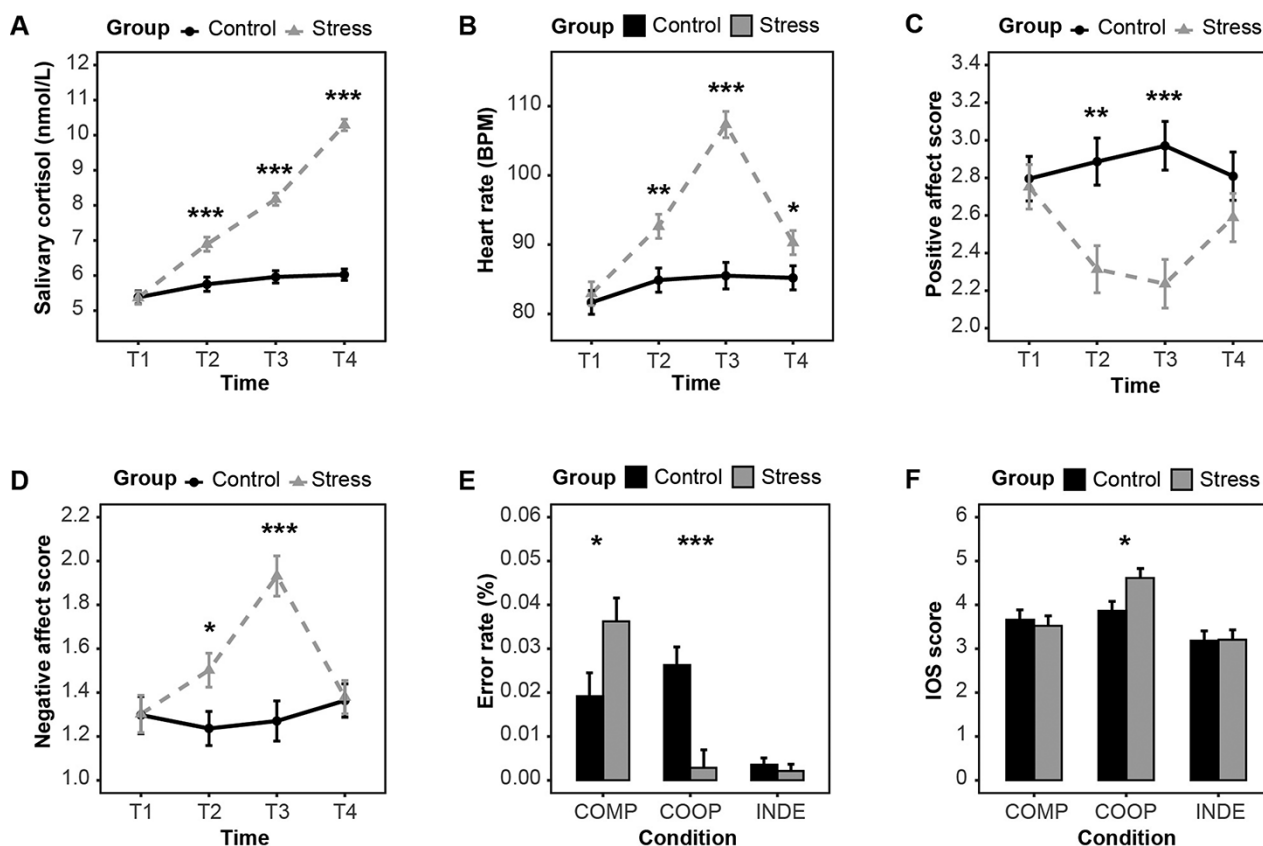 A
Group Control Stress
Salivary cortisol (nmol/L)
12
11
10
9
8
7
6
5
***
***
***
T1 T2 T3 T4
Time
B
Group Control Stress
Heart rate (BPM)
110
100
90
80
**
***
*
T1 T2 T3 T4
Time
C
Group Control Stress
Positive affect score
3.4
3.2
3.0
2.8
2.6
2.4
2.2
2.0
**
***
T1 T2 T3 T4
Time
D
Group Control Stress
Negative affect score
2.2
2.0
1.8
1.6
1.4
1.2
1.0
*
***
T1 T2 T3 T4
Time
E
Group Control Stress
Error rate (%)
0.06
0.05
0.04
0.03
0.02
0.01
0.00
*
***
COMP COOP INDE
Condition
F
Group Control Stress
IOS score
6
5
4
3
2
1
0
*
COMP COOP INDE
Condition